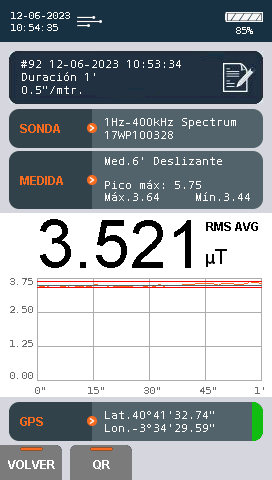 12-06-2023
10:54:35
85%
#92 12-06-2023 10:53:34
Duración 1'
0.5"/mtr.
SONDA
1Hz-400kHz Spectrum
17WP100328
MEDIDA
Med.6' Deslizante
Pico máx: 5.75
Máx.3.64 Mín.3.44
3.521 RMS AVG
µT
3.75
2.50
1.25
0.00
0" 15" 30" 45" 1'
GPS
Lat.40°41'32.74"
Lon.-3°34'29.59"
VOLVER QR